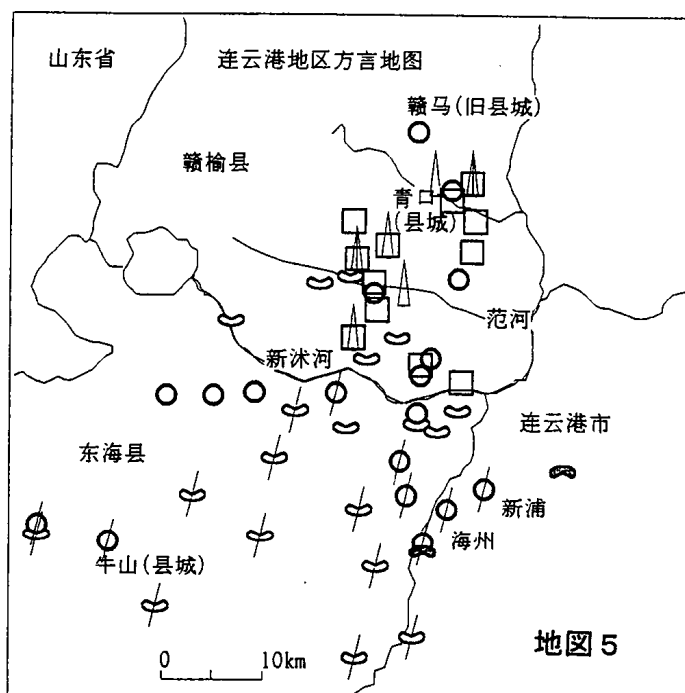 山东省
连云港地区方言地图
赣马(旧县城)
赣榆县
青口
(县城)
范河
新沭河
连云港市
东海县
新浦
海州
牛山(县城)
0 10km
地図5